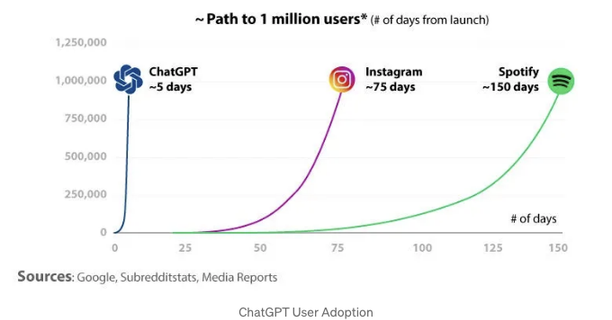 ~ Path to 1 million users* (# of days from launch)
1,250,000
1,000,000
750,000
500,000
250,000
0
ChatGPT
~5 days
Instagram
~75 days
Spotify
~150 days
# of days
0 25 50 75 100 125 150
Sources: Google, Subredditstats, Media Reports
ChatGPT User Adoption